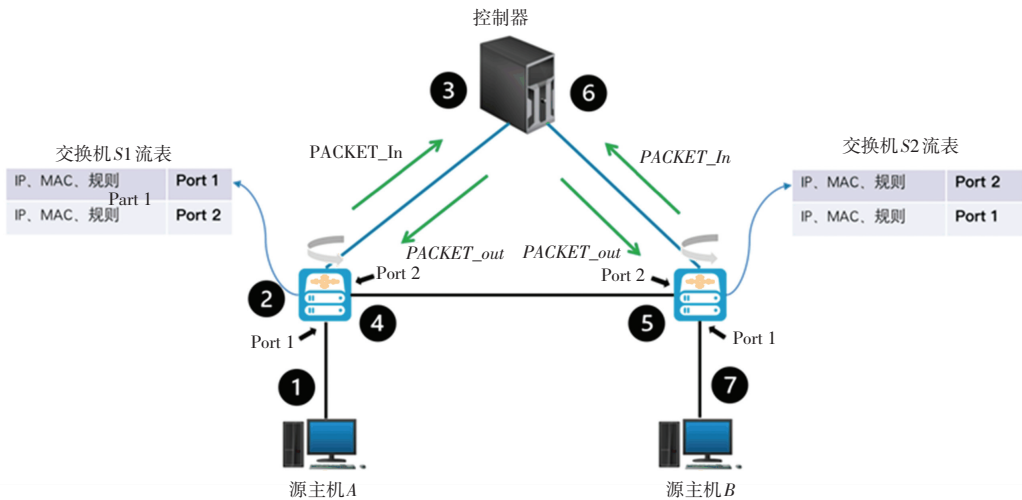 控制器
3
6
PACKET_In
PACKET_In
交换机S1流表
IP、MAC、规则 Port 1
Part 1
IP、MAC、规则 Port 2
交换机S2流表
IP、MAC、规则 Port 2
IP、MAC、规则 Port 1
PACKET_out
PACKET_out
Port 2
Port 2
2
4
5
Port 1
Port 1
1
7
源主机A
源主机B